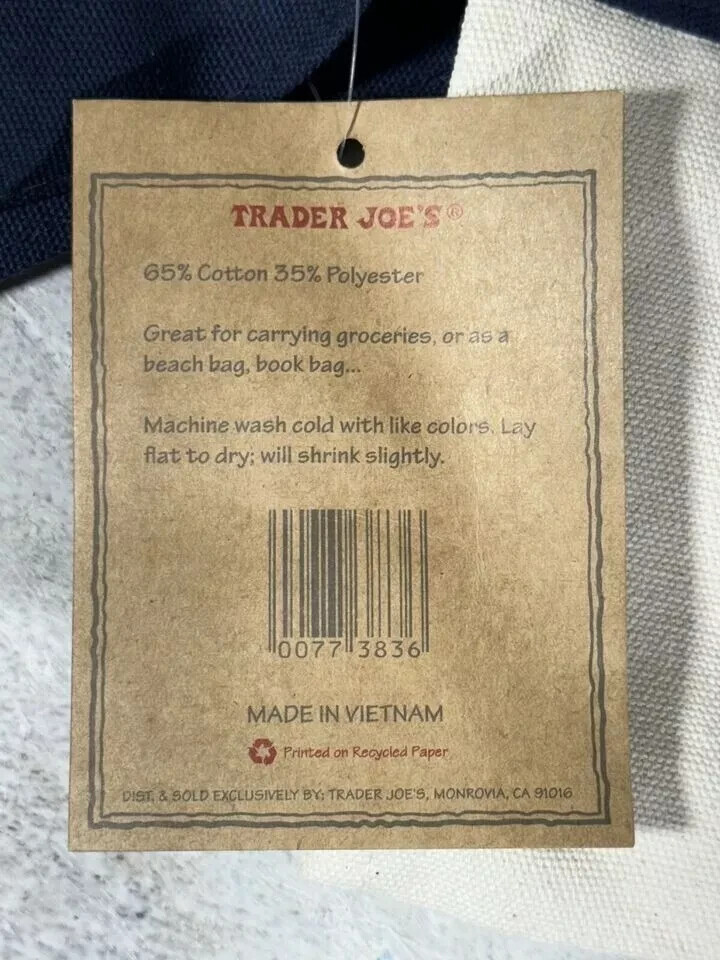 TRADER JOE'S®
65% Cotton 35% Polyester
Great for carrying groceries, or as a
beach bag, book bag...
Machine wash cold with like colors. Lay
flat to dry; will shrink slightly.
0077 3836
MADE IN VIETNAM
Printed on Recycled Paper
DIST. & SOLD EXCLUSIVELY BY: TRADER JOE'S, MONROVIA, CA 91016